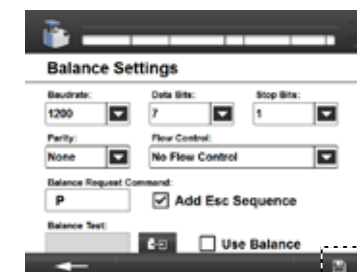 Balance Settings
Baudrate: Data Bits: Stop Bits:
1200 7 1
Parity: Flow Control:
None No Flow Control
Balance Request Command:
P Add Esc Sequence
Balance Test:
Use Balance